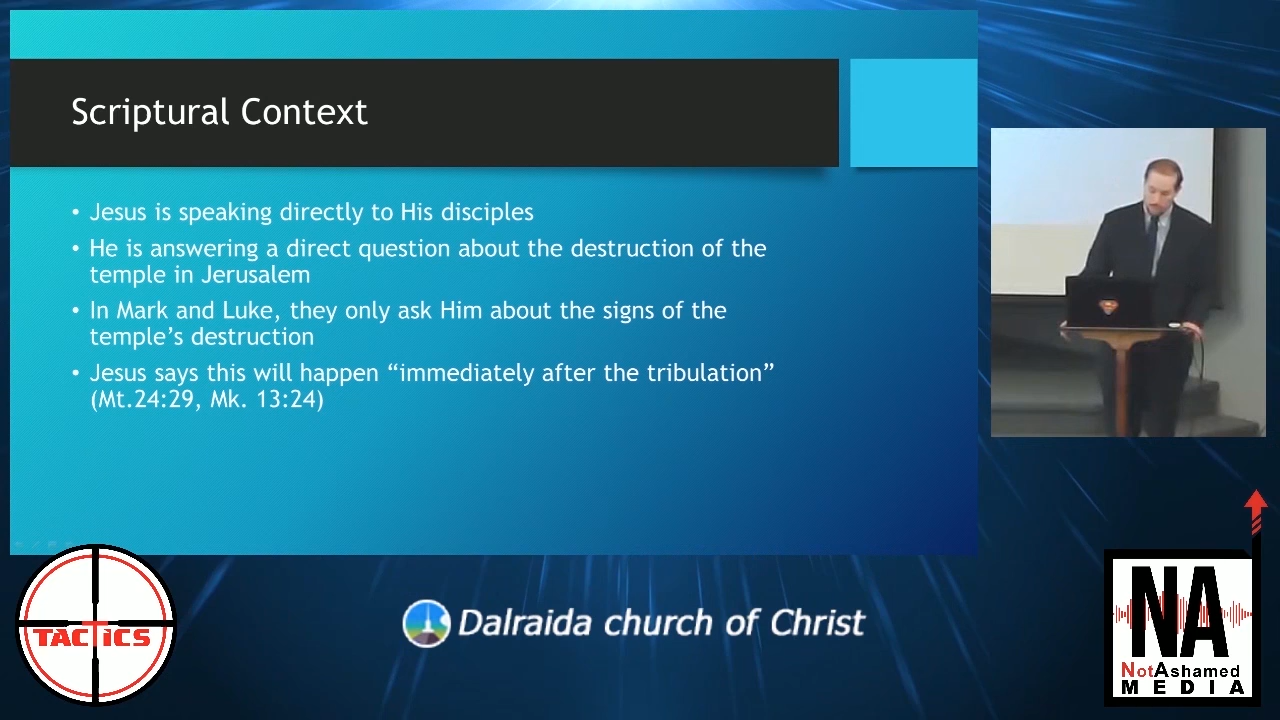 Scriptural Context
• Jesus is speaking directly to His disciples
• He is answering a direct question about the destruction of the
temple in Jerusalem
• In Mark and Luke, they only ask Him about the signs of the
temple’s destruction
• Jesus says this will happen “immediately after the tribulation”
(Mt.24:29, Mk. 13:24)
TACTiCS
Dalraida church of Christ
NA
NotAshamed
MEDIA